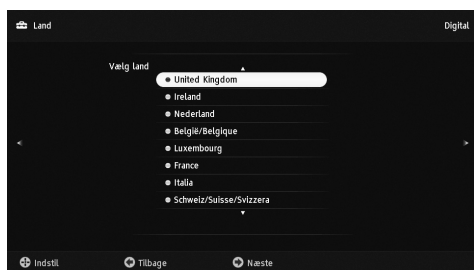 Land
Digital
Vælg land
United Kingdom
Ireland
Nederland
België/Belgique
Luxembourg
France
Italia
Schweiz/Suisse/Svizzera
Indstil
Tilbage
Næste